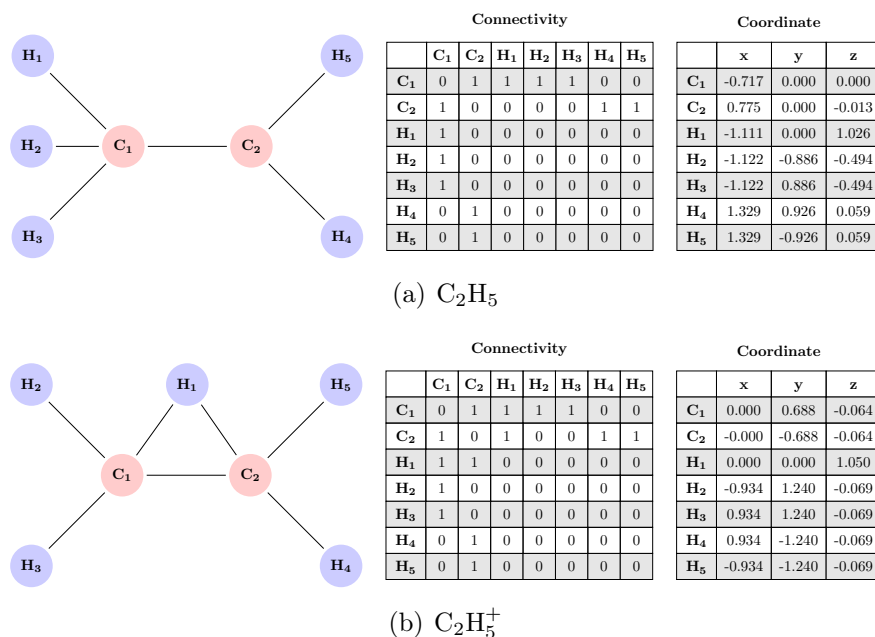 Connectivity
Coordinate
H₁ H₅
H₂ C₁ C₂
H₃ H₄
C₁ C₂ H₁ H₂ H₃ H₄ H₅
C₁ 0 1 1 1 1 0 0
C₂ 1 0 0 0 0 1 1
H₁ 1 0 0 0 0 0 0
H₂ 1 0 0 0 0 0 0
H₃ 1 0 0 0 0 0 0
H₄ 0 1 0 0 0 0 0
H₅ 0 1 0 0 0 0 0
x y z
C₁ -0.717 0.000 0.000
C₂ 0.775 0.000 -0.013
H₁ -1.111 0.000 1.026
H₂ -1.122 -0.886 -0.494
H₃ -1.122 0.886 -0.494
H₄ 1.329 0.926 0.059
H₅ 1.329 -0.926 0.059
(a) C₂H₅
Connectivity
Coordinate
H₂ H₁ H₅
C₁ C₂
H₃ H₄
C₁ C₂ H₁ H₂ H₃ H₄ H₅
C₁ 0 1 1 1 1 0 0
C₂ 1 0 1 0 0 1 1
H₁ 1 1 0 0 0 0 0
H₂ 1 0 0 0 0 0 0
H₃ 1 0 0 0 0 0 0
H₄ 0 1 0 0 0 0 0
H₅ 0 1 0 0 0 0 0
x y z
C₁ 0.000 0.688 -0.064
C₂ -0.000 -0.688 -0.064
H₁ 0.000 0.000 1.050
H₂ -0.934 1.240 -0.069
H₃ 0.934 1.240 -0.069
H₄ 0.934 -1.240 -0.069
H₅ -0.934 -1.240 -0.069
(b) C₂H₅⁺